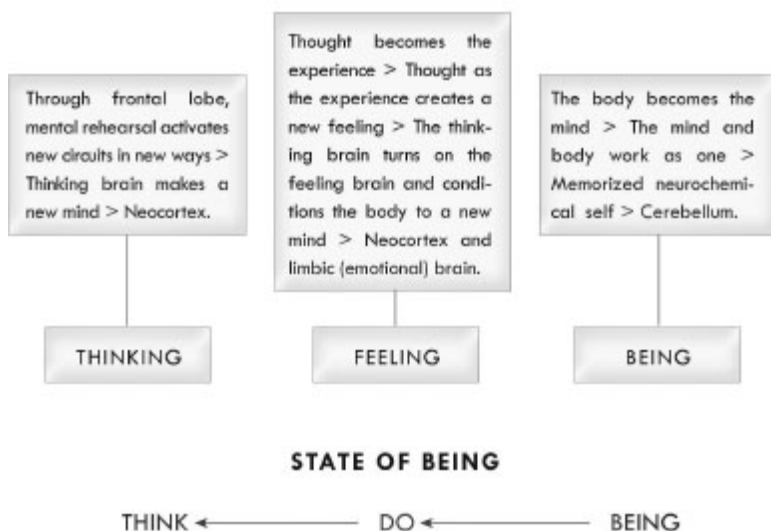 Through frontal lobe,
mental rehearsal activates
new circuits in new ways >
Thinking brain makes a
new mind > Neocortex.
Thought becomes the
experience > Thought as
the experience creates a
new feeling > The think-
ing brain turns on the
feeling brain and condi-
tions the body to a new
mind > Neocortex and
limbic (emotional) brain.
The body becomes the
mind > The mind and
body work as one >
Memorized neurochemi-
cal self > Cerebellum.
THINKING
FEELING
BEING
STATE OF BEING
THINK DO BEING